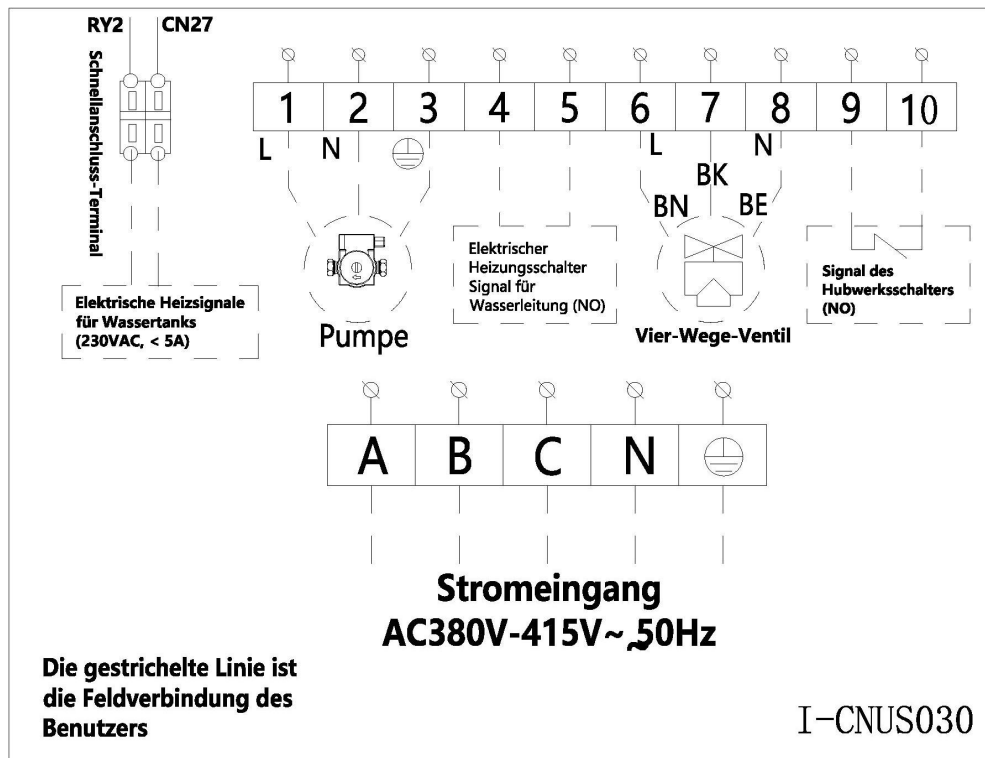 RY2 CN27
Schnellanschluss-Terminal
1 2 3 4 5 6 7 8 9 10
L N L N
BK
BN BE
Elektrische Heizsignale
für Wassertanks
(230VAC, < 5A)
Pumpe
Elektrischer
Heizungsschalter
Signal für
Wasserleitung (NO)
Vier-Wege-Ventil
Signal des
Hubwerksschalters
(NO)
A B C N
Stromeingang
AC380V-415V~ 50Hz
Die gestrichelte Linie ist
die Feldverbindung des
Benutzers
I-CNUS030